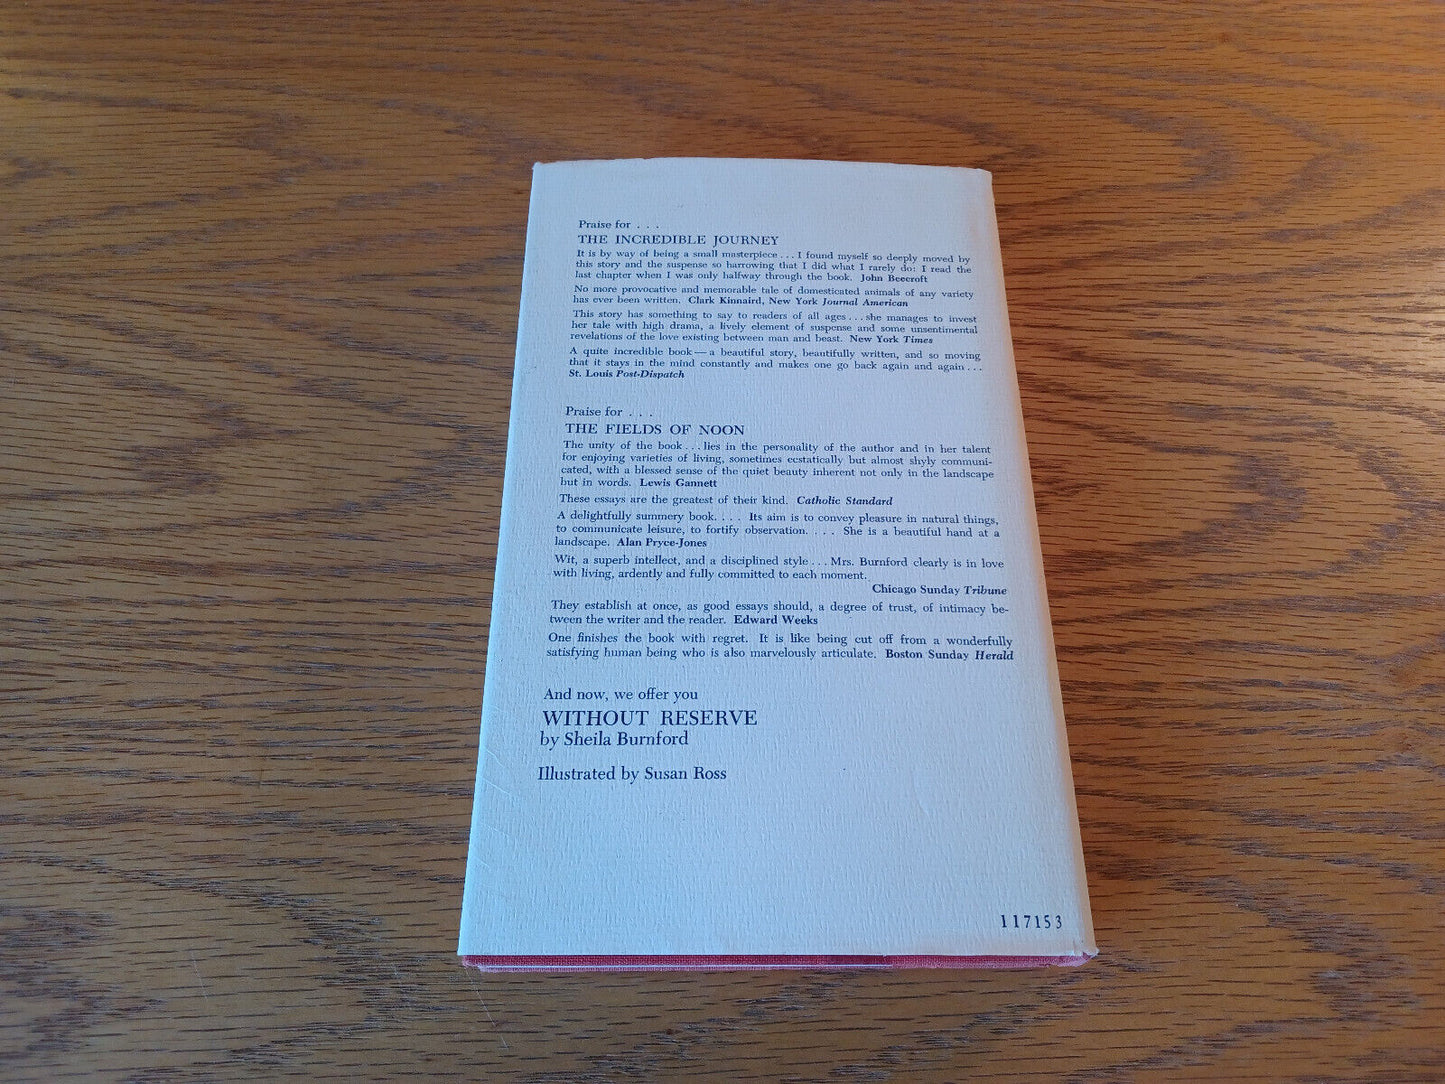 Praise for . . .
THE INCREDIBLE JOURNEY
It is by way of being a small masterpiece . . . I found myself so deeply moved by
this story and the suspense so harrowing that I did what I rarely do: I read the
last chapter when I was only halfway through the book. John Beecroft
No more provocative and memorable tale of domesticated animals of any variety
has ever been written. Clark Kinnaird, New York Journal American
This story has something to say to readers of all ages . . . she manages to invest
her tale with high drama, a lively element of suspense and some unsentimental
revelations of the love existing between man and beast. New York Times
A quite incredible book — a beautiful story, beautifully written, and so moving
that it stays in the mind constantly and makes one go back again and again . . .
St. Louis Post-Dispatch
Praise for . . .
THE FIELDS OF NOON
The unity of the book . . . lies in the personality of the author and in her talent
for enjoying varieties of living, sometimes ecstatically but almost shyly communi-
cated, with a blessed sense of the quiet beauty inherent not only in the landscape
but in words. Lewis Gannett
These essays are the greatest of their kind. Catholic Standard
A delightfully summery book. . . . Its aim is to convey pleasure in natural things,
to communicate leisure, to fortify observation. . . . She is a beautiful hand at a
landscape. Alan Pryce-Jones
Wit, a superb intellect, and a disciplined style . . . Mrs. Burnford clearly is in love
with living, ardently and fully committed to each moment.
Chicago Sunday Tribune
They establish at once, as good essays should, a degree of trust, of intimacy be-
tween the writer and the reader. Edward Weeks
One finishes the book with regret. It is like being cut off from a wonderfully
satisfying human being who is also marvelously articulate. Boston Sunday Herald
And now, we offer you
WITHOUT RESERVE
by Sheila Burnford
Illustrated by Susan Ross
117153